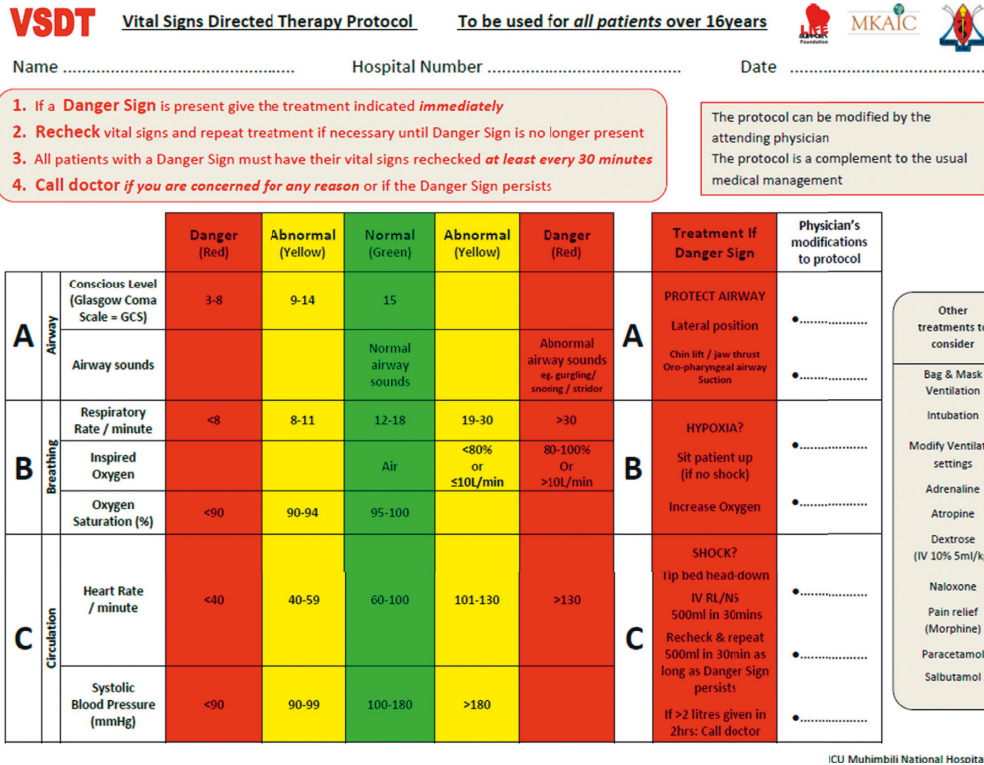 VSDT Vital Signs Directed Therapy Protocol To be used for all patients over 16years
LIFE SUPPORT Foundation
MKAIC
Name ................................................. Hospital Number ......................................... Date ....................................
1. If a Danger Sign is present give the treatment indicated immediately
2. Recheck vital signs and repeat treatment if necessary until Danger Sign is no longer present
3. All patients with a Danger Sign must have their vital signs rechecked at least every 30 minutes
4. Call doctor if you are concerned for any reason or if the Danger Sign persists
The protocol can be modified by the
attending physician
The protocol is a complement to the usual
medical management
Danger
(Red)
Abnormal
(Yellow)
Normal
(Green)
Abnormal
(Yellow)
Danger
(Red)
Treatment If
Danger Sign
Physician's
modifications
to protocol
A
Airway
Conscious Level
(Glasgow Coma
Scale = GCS)
3-8
9-14
15
Airway sounds
Normal
airway
sounds
Abnormal
airway sounds
eg. gurgling/
snoring / stridor
A
PROTECT AIRWAY
Lateral position
Chin lift / jaw thrust
Oro-pharyngeal airway
Suction
•..................
•..................
B
Breathing
Respiratory
Rate / minute
<8
8-11
12-18
19-30
>30
Inspired
Oxygen
Air
<80%
or
≤10L/min
80-100%
Or
>10L/min
Oxygen
Saturation (%)
<90
90-94
95-100
B
HYPOXIA?
Sit patient up
(if no shock)
Increase Oxygen
•..................
•..................
C
Circulation
Heart Rate
/ minute
<40
40-59
60-100
101-130
>130
Systolic
Blood Pressure
(mmHg)
<90
90-99
100-180
>180
C
SHOCK?
Tip bed head-down
IV RL/NS
500ml in 30mins
Recheck & repeat
500ml in 30min as
long as Danger Sign
persists
If >2 litres given in
2hrs: Call doctor
•..................
•..................
•..................
Other
treatments to
consider
Bag & Mask
Ventilation
Intubation
Modify Ventilat
settings
Adrenaline
Atropine
Dextrose
(IV 10% 5ml/k
Naloxone
Pain relief
(Morphine)
Paracetamol
Salbutamol
ICU Muhimbili National Hospita